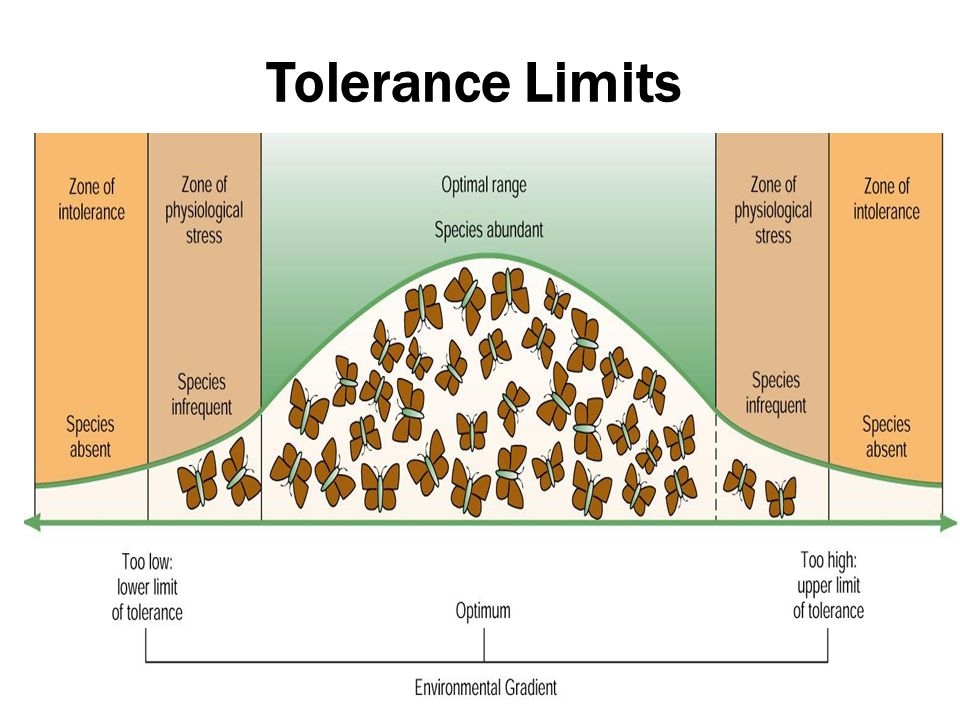 Tolerance Limits
Zone of
intolerance
Zone of
physiological
stress
Optimal range
Species abundant
Zone of
physiological
stress
Zone of
intolerance
Species
absent
Species
infrequent
Species
infrequent
Species
absent
Too low:
lower limit
of tolerance
Optimum
Too high:
upper limit
of tolerance
Environmental Gradient